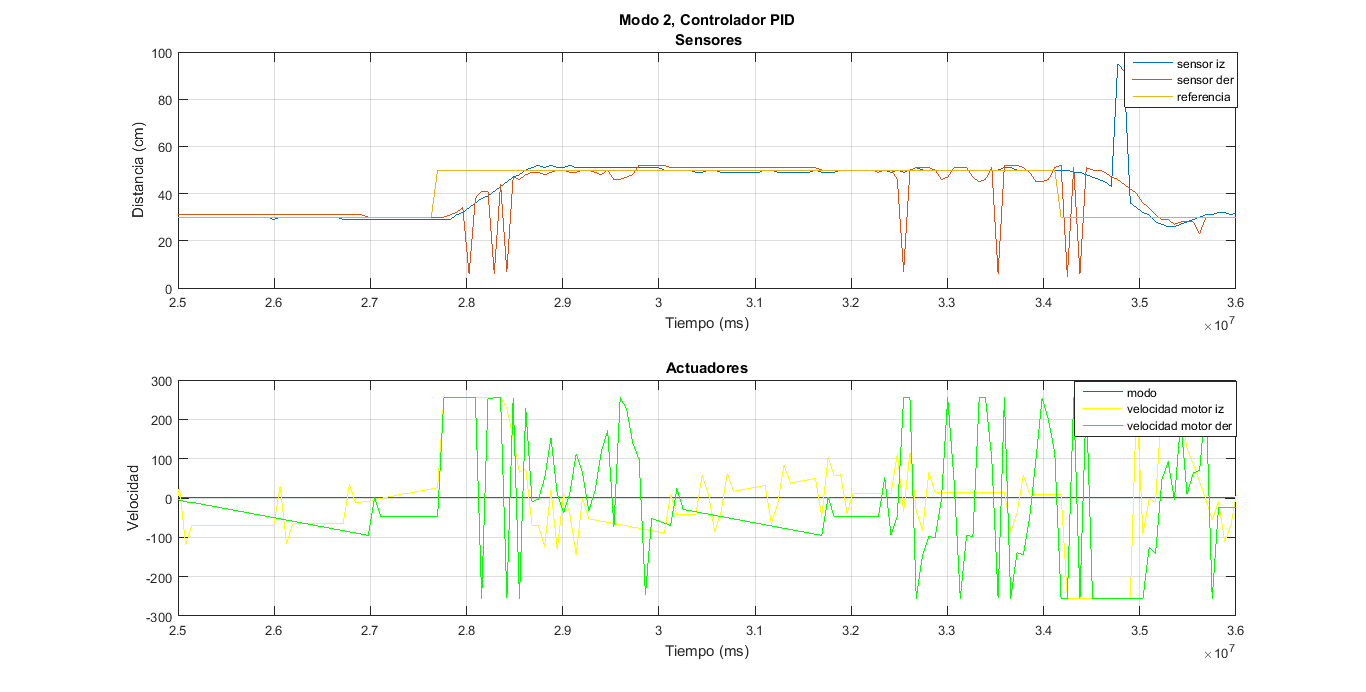 Modo 2, Controlador PID
Sensores
Distancia (cm)
100
80
60
40
20
0
2.5 2.6 2.7 2.8 2.9 3 3.1 3.2 3.3 3.4 3.5 3.6
Tiempo (ms)
×10^7
sensor iz
sensor der
referencia
Actuadores
Velocidad
300
200
100
0
-100
-200
-300
2.5 2.6 2.7 2.8 2.9 3 3.1 3.2 3.3 3.4 3.5 3.6
Tiempo (ms)
×10^7
modo
velocidad motor iz
velocidad motor der